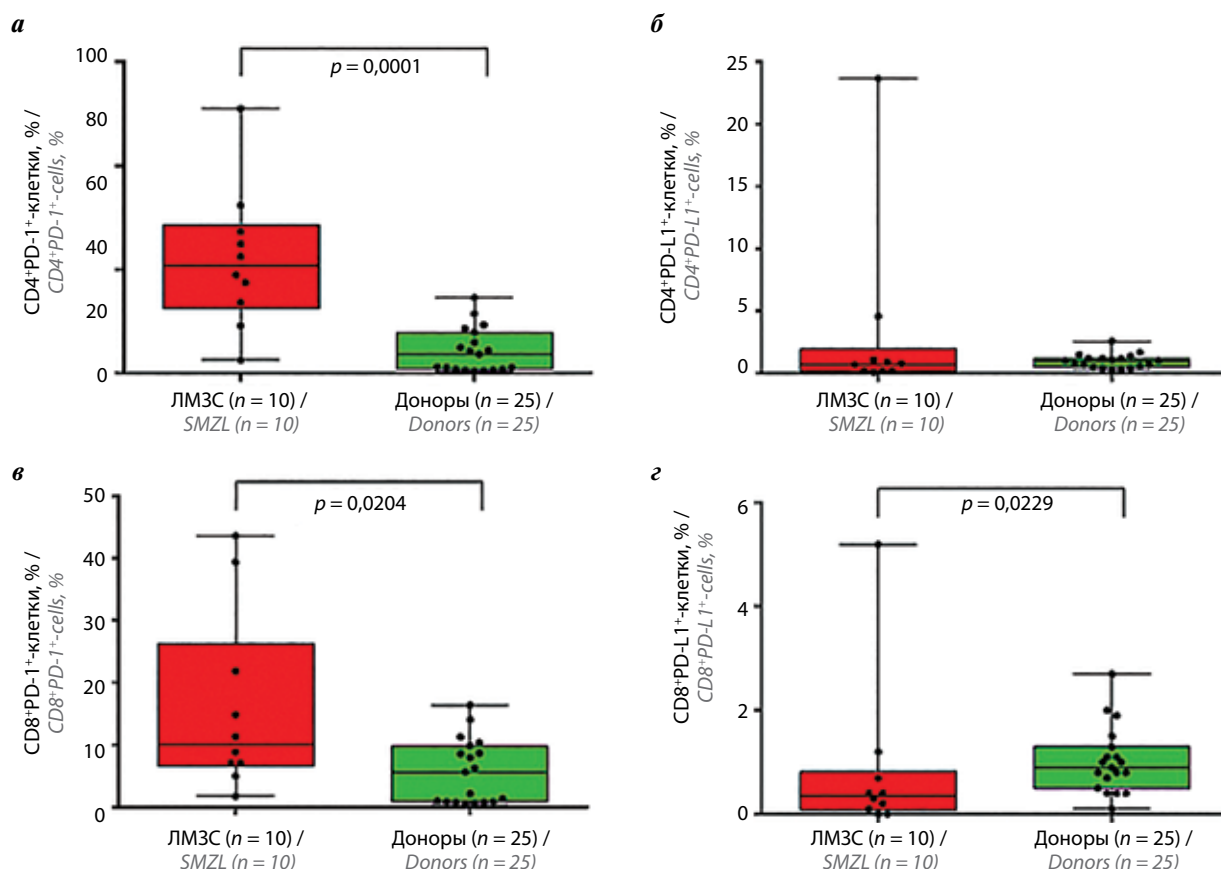 а
CD4⁺PD-1⁺-клетки, % /
CD4⁺PD-1⁺-cells, %
100
80
60
40
20
0
p = 0,0001
ЛМЗС (n = 10) /
SMZL (n = 10)
Доноры (n = 25) /
Donors (n = 25)
б
CD4⁺PD-L1⁺-клетки, % /
CD4⁺PD-L1⁺-cells, %
25
20
15
10
5
0
ЛМЗС (n = 10) /
SMZL (n = 10)
Доноры (n = 25) /
Donors (n = 25)
в
CD8⁺PD-1⁺-клетки, % /
CD8⁺PD-1⁺-cells, %
50
40
30
20
10
0
p = 0,0204
ЛМЗС (n = 10) /
SMZL (n = 10)
Доноры (n = 25) /
Donors (n = 25)
г
CD8⁺PD-L1⁺-клетки, % /
CD8⁺PD-L1⁺-cells, %
6
4
2
0
p = 0,0229
ЛМЗС (n = 10) /
SMZL (n = 10)
Доноры (n = 25) /
Donors (n = 25)